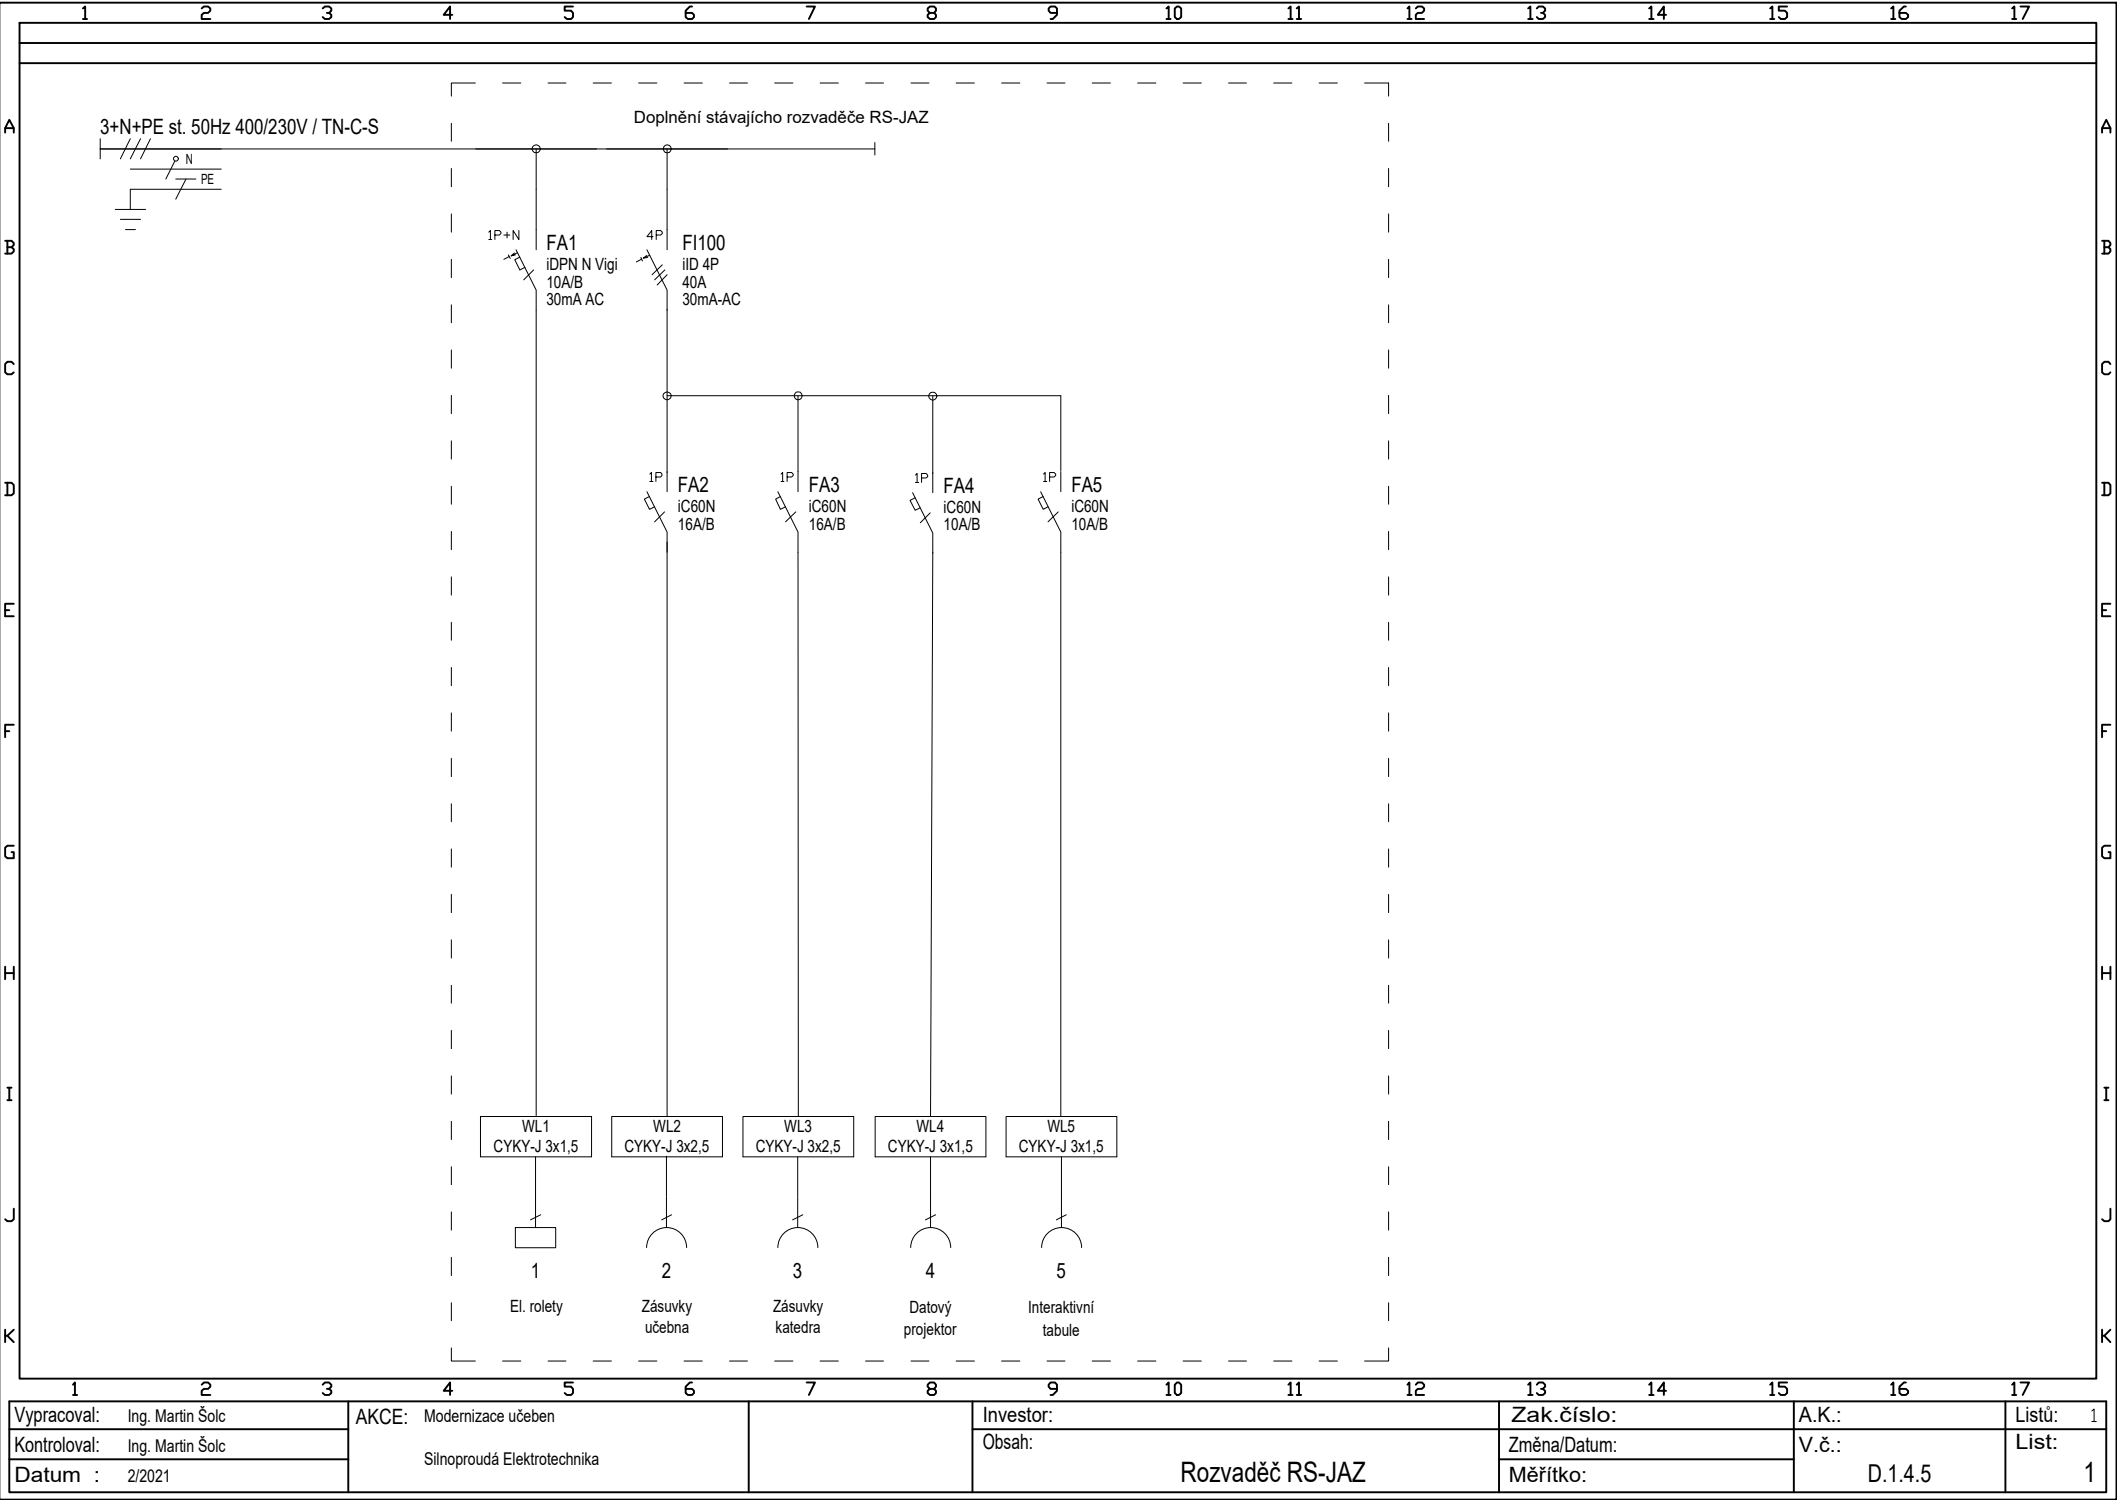 1 2 3 4 5 6 7 8 9 10 11 12 13 14 15 16 17
Doplnění stávajícho rozvaděče RS-JAZ
A 3+N+PE st. 50Hz 400/230V / TN-C-S A
N
PE
B B
1P+N FA1
iDPN N Vigi
10A/B
30mA AC
4P FI100
iID 4P
40A
30mA-AC
C C
D D
1P FA2
iC60N
16A/B
1P FA3
iC60N
16A/B
1P FA4
iC60N
10A/B
1P FA5
iC60N
10A/B
E E
F F
G G
H H
I I
WL1 WL2 WL3 WL4 WL5
CYKY-J 3x1,5 CYKY-J 3x2,5 CYKY-J 3x2,5 CYKY-J 3x1,5 CYKY-J 3x1,5
J J
1 2 3 4 5
El. rolety
Zásuvky
učebna
Zásuvky
katedra
Datový
projektor
Interaktivní
tabule
K K
1 2 3 4 5 6 7 8 9 10 11 12 13 14 15 16 17
Vypracoval: Ing. Martin Šolc
Kontroloval: Ing. Martin Šolc
Datum : 2/2021
AKCE: Modernizace učeben
Silnoproudá Elektrotechnika
Investor:
Obsah:
Rozvaděč RS-JAZ
Zak.číslo:
Změna/Datum:
Měřítko:
A.K.:
V.č.:
D.1.4.5
Listů: 1
List:
1